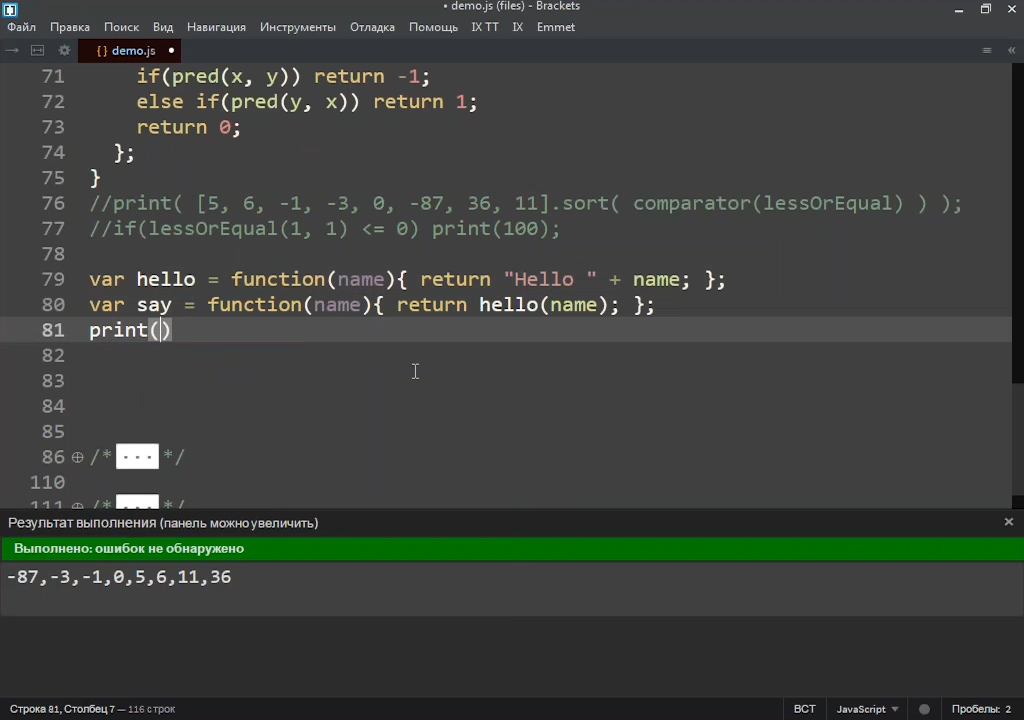 • demo.js (files) - Brackets
Файл Правка Поиск Вид Навигация Инструменты Отладка Помощь IX TT IX Emmet
{} demo.js •
71 if(pred(x, y)) return -1;
72 else if(pred(y, x)) return 1;
73 return 0;
74 };
75 }
76 //print( [5, 6, -1, -3, 0, -87, 36, 11].sort( comparator(lessOrEqual) ) );
77 //if(lessOrEqual(1, 1) <= 0) print(100);
78
79 var hello = function(name){ return "Hello " + name; };
80 var say = function(name){ return hello(name); };
81 print()
82
83
84
85
86 /* ... */
110
111 /* ... */
Результат выполнения (панель можно увеличить)
Выполнено: ошибок не обнаружено
-87,-3,-1,0,5,6,11,36
Строка 81, Столбец 7 — 116 строк ВСТ JavaScript Пробелы: 2